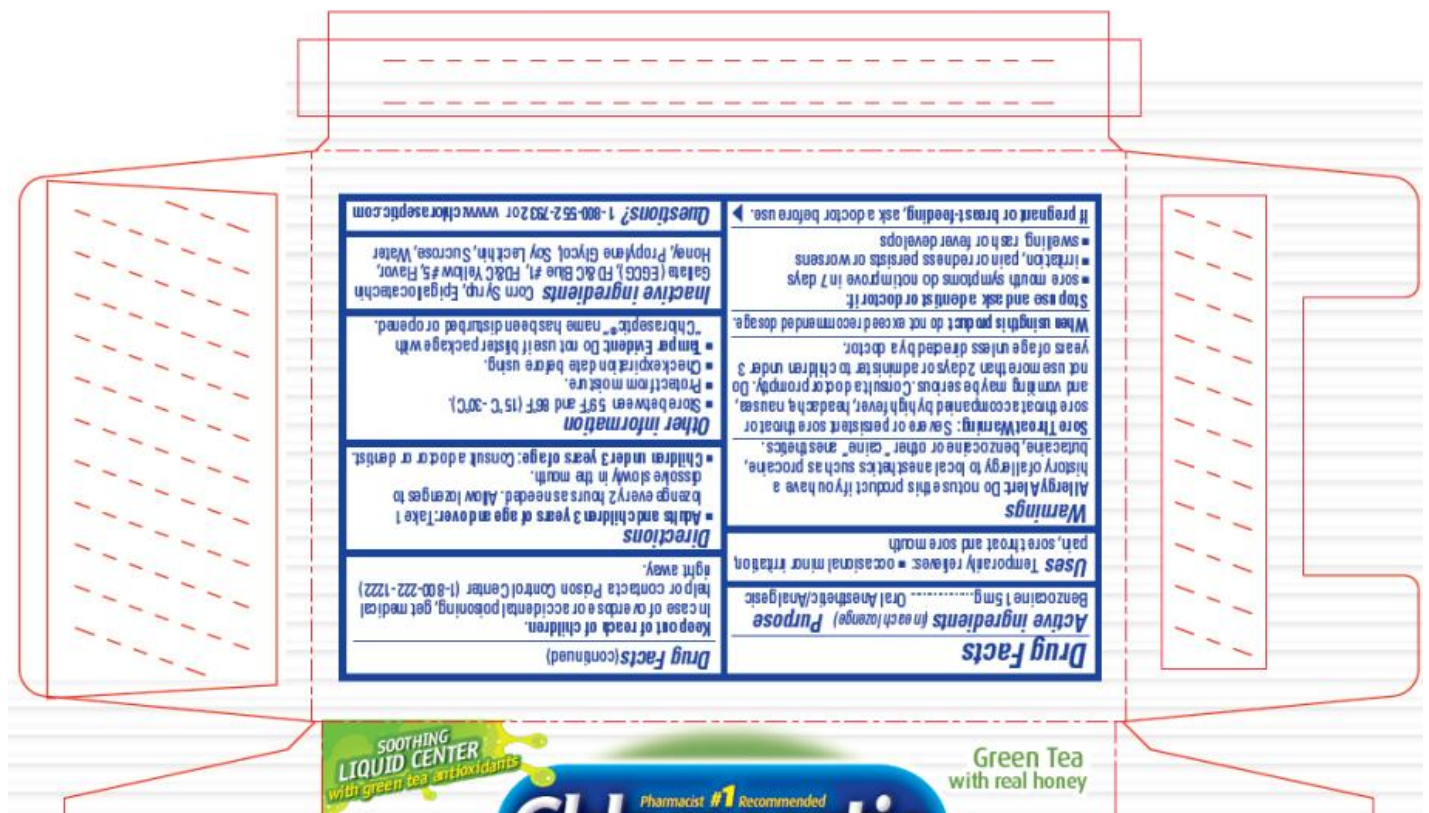 Drug Facts
Active ingredients (in each lozenge) Purpose
Benzocaine 15mg.............. Oral Anesthetic/Analgesic
Uses Temporarily relieves: ▪ occasional minor irritation,
pain, sore throat and sore mouth
Warnings
Allergy Alert: Do not use this product if you have a
history of allergy to local anesthetics such as procaine,
butacaine, benzocaine or other "caine" anesthetics.
Sore Throat Warning: Severe or persistent sore throat or
sore throat accompanied by high fever, headache, nausea,
and vomiting may be serious. Consult a doctor promptly. Do
not use more than 2 days or administer to children under 3
years of age unless directed by a doctor.
When using this product do not exceed recommended dosage.
Stop use and ask a dentist or doctor if:
▪ sore mouth symptoms do not improve in 7 days
▪ irritation, pain or redness persists or worsens
▪ swelling, rash or fever develops
If pregnant or breast-feeding, ask a doctor before use.
Drug Facts (continued)
Keep out of reach of children.
In case of overdose or accidental poisoning, get medical
help or contact a Poison Control Center (1-800-222-1222)
right away.
Directions
▪ Adults and children 3 years of age and over: Take 1
lozenge every 2 hours as needed. Allow lozenges to
dissolve slowly in the mouth.
▪ Children under 3 years of age: Consult a doctor or dentist.
Other information
▪ Store between 59°F and 86°F (15°C -30°C).
▪ Protect from moisture.
▪ Check expiration date before using.
▪ Tamper Evident: Do not use if blister package with
"Chloraseptic®" name has been disturbed or opened.
Inactive ingredients Corn Syrup, Epigallocatechin
Gallate (EGCG), FD&C Blue #1, FD&C Yellow #5, Flavor,
Honey, Propylene Glycol, Soy Lecithin, Sucrose, Water
Questions? 1-800-552-7932 or www.chloraseptic.com
SOOTHING
LIQUID CENTER
with green tea antioxidants
Green Tea
with real honey
Pharmacist #1 Recommended